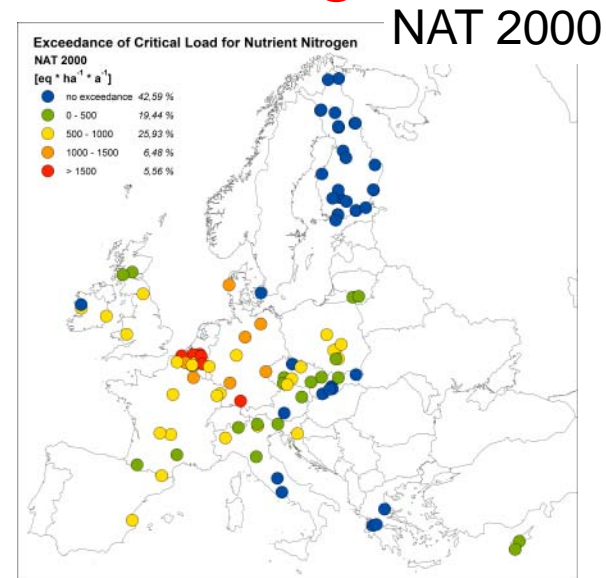 NAT 2000
Exceedance of Critical Load for Nutrient Nitrogen
NAT 2000
[eq * ha⁻¹ * a⁻¹]
no exceedance 42,59 %
0 - 500 19,44 %
500 - 1000 25,93 %
1000 - 1500 6,48 %
> 1500 5,56 %